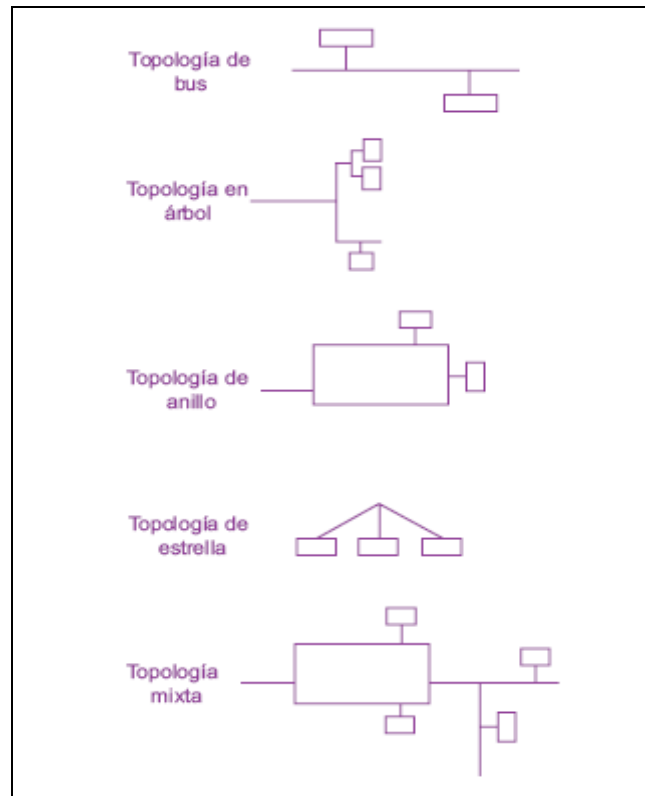 Topología de
bus
Topología en
árbol
Topología de
anillo
Topología de
estrella
Topología
mixta